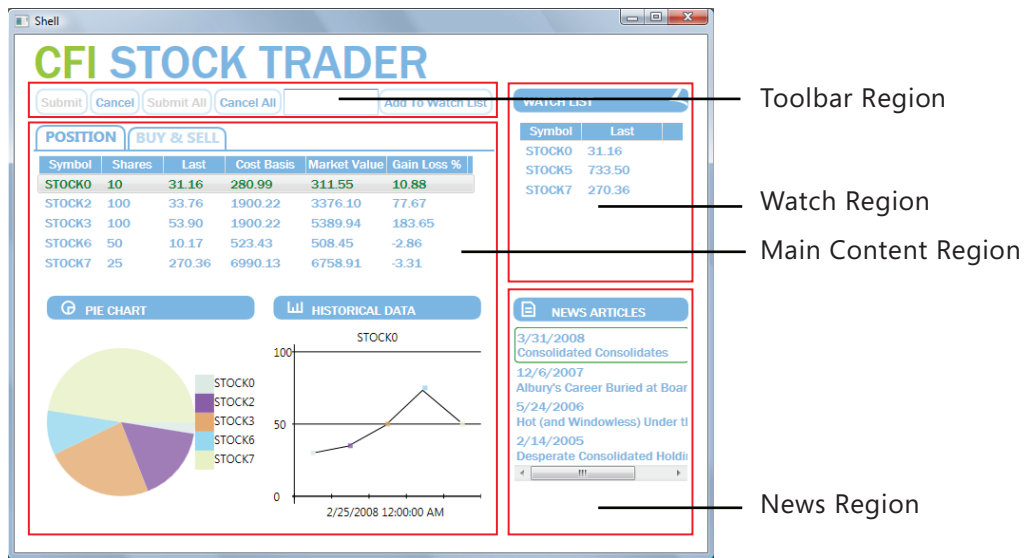 Shell
CFI STOCK TRADER
Submit Cancel Submit All Cancel All Add To Watch List
POSITION BUY & SELL
Symbol Shares Last Cost Basis Market Value Gain Loss %
STOCK0 10 31.16 280.99 311.55 10.88
STOCK2 100 33.76 1900.22 3376.10 77.67
STOCK3 100 53.90 1900.22 5389.94 183.65
STOCK6 50 10.17 523.43 508.45 -2.86
STOCK7 25 270.36 6990.13 6758.91 -3.31
PIE CHART
STOCK0
STOCK2
STOCK3
STOCK6
STOCK7
HISTORICAL DATA
STOCK0
100
50
0
2/25/2008 12:00:00 AM
WATCH LIST
Symbol Last
STOCK0 31.16
STOCK5 733.50
STOCK7 270.36
NEWS ARTICLES
3/31/2008
Consolidated Consolidates
12/6/2007
Albury's Career Buried at Boar
5/24/2006
Hot (and Windowless) Under
2/14/2005
Desperate Consolidated
Toolbar Region
Watch Region
Main Content Region
News Region